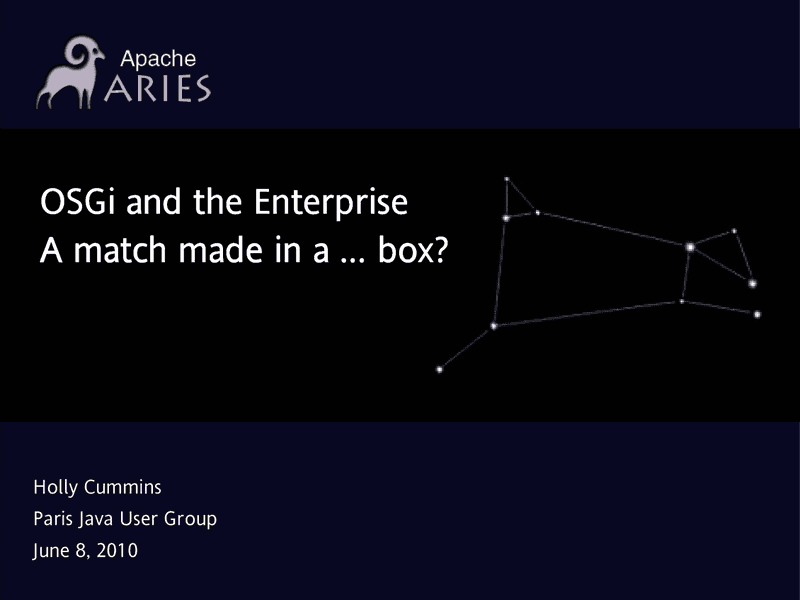 Apache
ARIES
OSGi and the Enterprise
A match made in a ... box?
Holly Cummins
Paris Java User Group
June 8, 2010